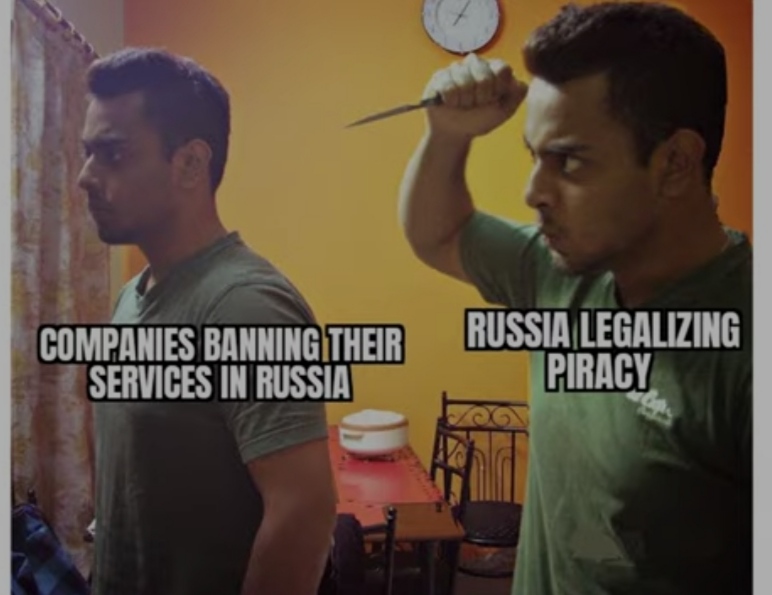 COMPANIES BANNING THEIR
SERVICES IN RUSSIA
RUSSIA LEGALIZING
PIRACY